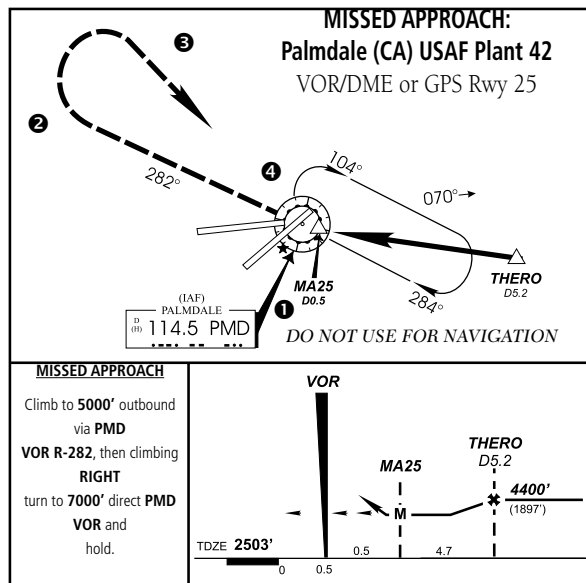 MISSED APPROACH:
Palmdale (CA) USAF Plant 42
VOR/DME or GPS Rwy 25
❸
❷
282°
❹
104°
070°
MA25
D0.5
284°
THERO
D5.2
❶
(IAF)
PALMDALE
D
(H) 114.5 PMD
DO NOT USE FOR NAVIGATION
MISSED APPROACH
Climb to 5000' outbound
via PMD
VOR R-282, then climbing
RIGHT
turn to 7000' direct PMD
VOR and
hold.
VOR
MA25
THERO
D5.2
4400'
(1897')
M
TDZE 2503'
0
0.5
0.5
4.7